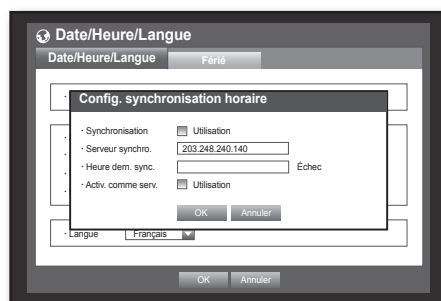 Date/Heure/Langue
Date/Heure/Langue Férié
Config. synchronisation horaire
· Synchronisation Utilisation
· Serveur synchro. 203.248.240.140
· Heure dem. sync. Échec
· Activ. comme serv. Utilisation
OK Annuler
· Langue Français
OK Annuler